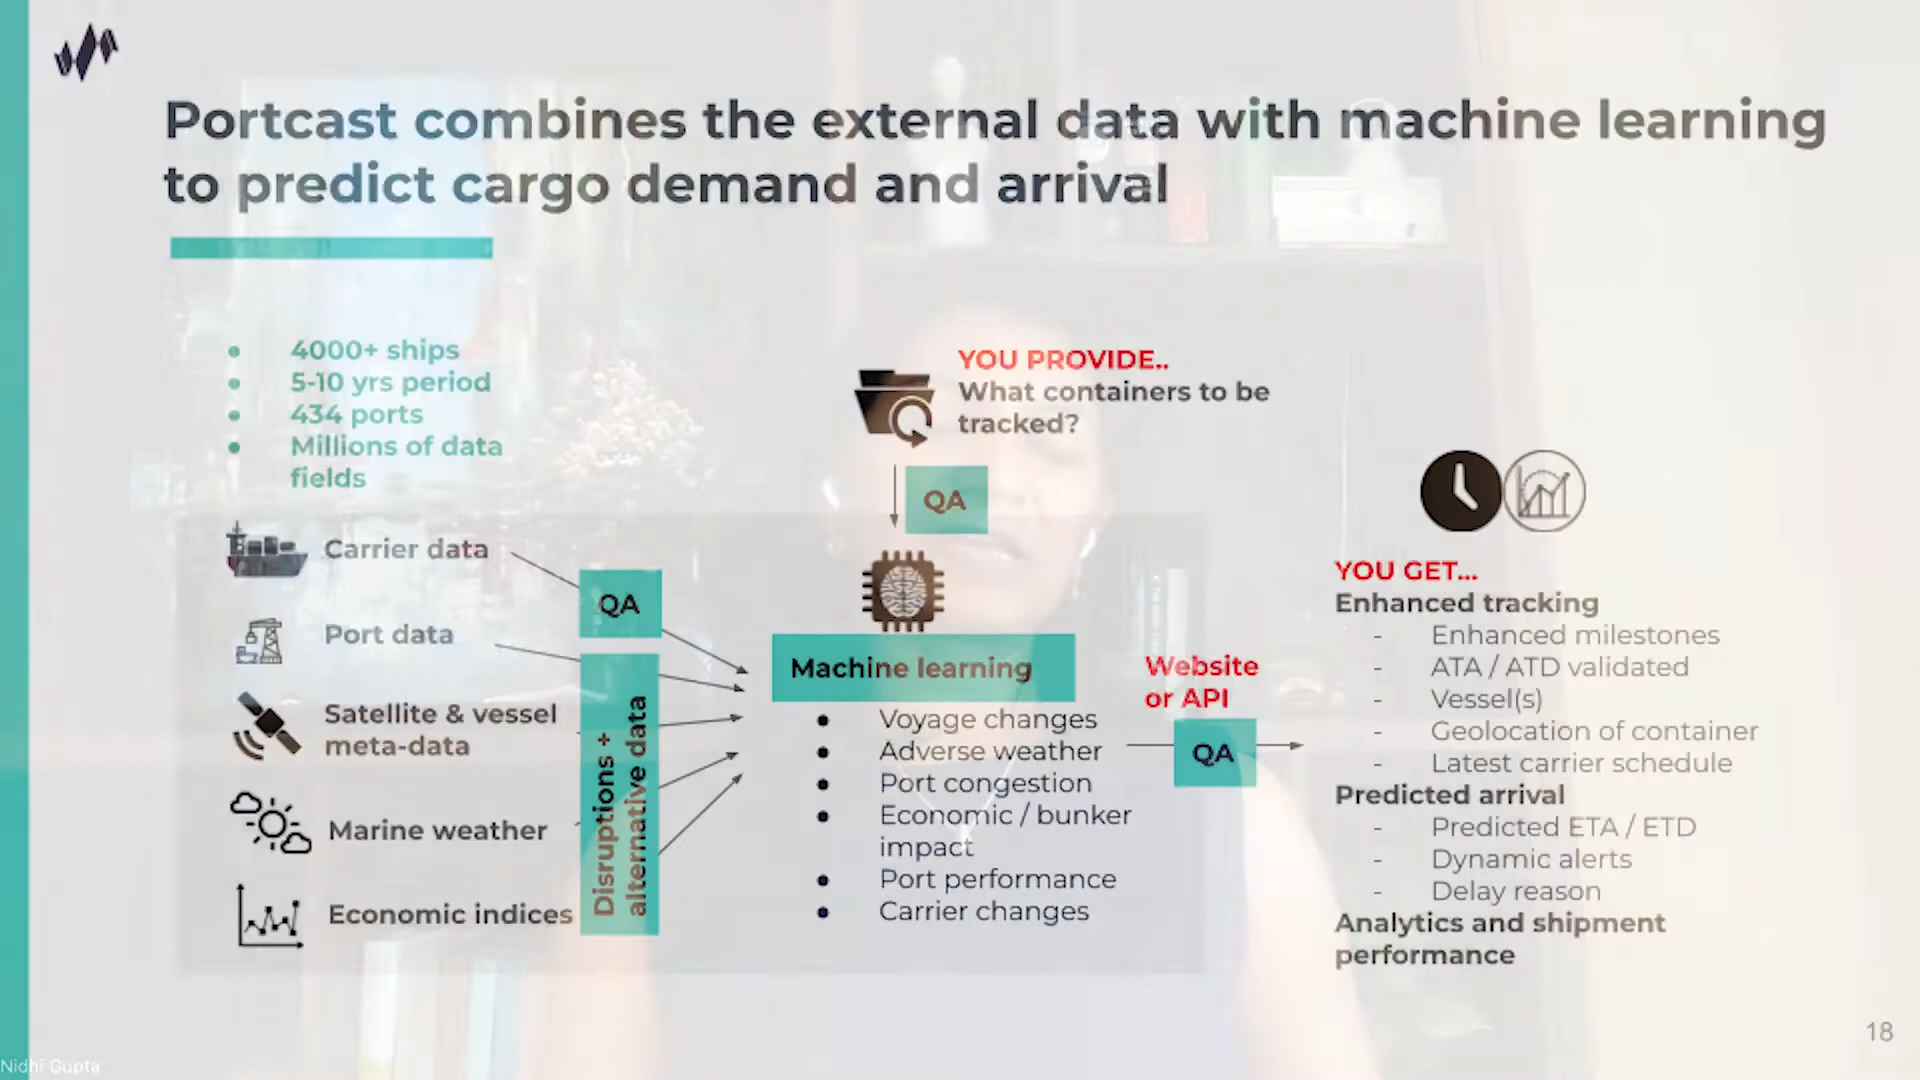 Portcast combines the external data with machine learning
to predict cargo demand and arrival
4000+ ships
5-10 yrs period
434 ports
Millions of data
fields
Carrier data
Port data
Satellite & vessel
meta-data
Marine weather
Economic indices
QA
Disruptions +
alternative data
YOU PROVIDE..
What containers to be
tracked?
QA
Machine learning
Voyage changes
Adverse weather
Port congestion
Economic / bunker
impact
Port performance
Carrier changes
Website
or API
QA
YOU GET...
Enhanced tracking
- Enhanced milestones
- ATA / ATD validated
- Vessel(s)
- Geolocation of container
- Latest carrier schedule
Predicted arrival
- Predicted ETA / ETD
- Dynamic alerts
- Delay reason
Analytics and shipment
performance
18
Nidhi Gupta